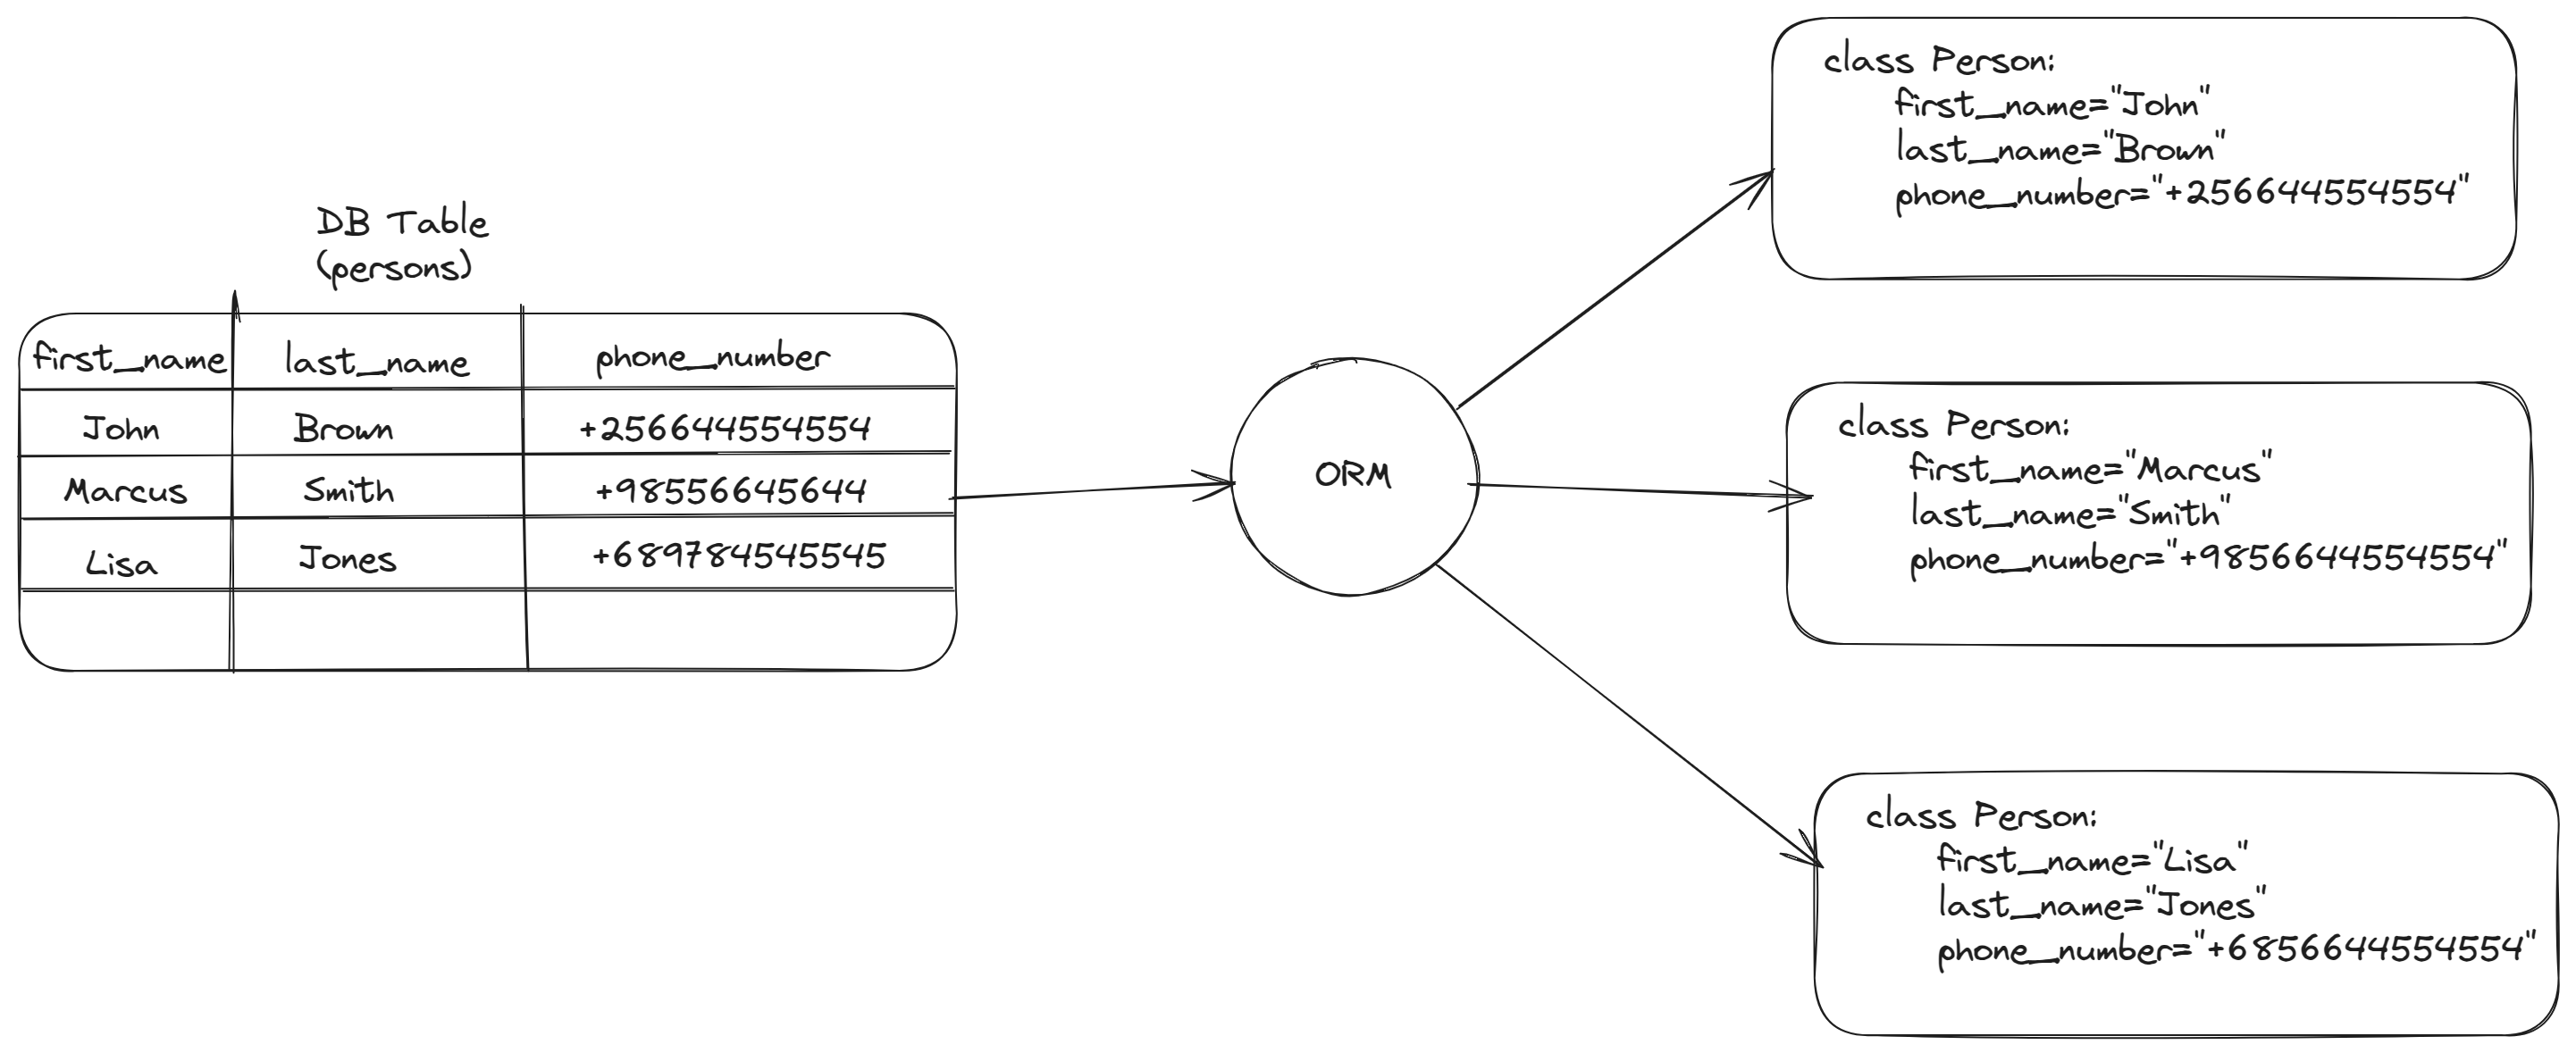 DB Table
(persons)
first_name last_name phone_number
John Brown +256644554554
Marcus Smith +98556645644
Lisa Jones +689784545545
ORM
class Person:
first_name="John"
last_name="Brown"
phone_number="+256644554554"
class Person:
first_name="Marcus"
last_name="Smith"
phone_number="+9856644554554"
class Person:
first_name="Lisa"
last_name="Jones"
phone_number="+6856644554554"